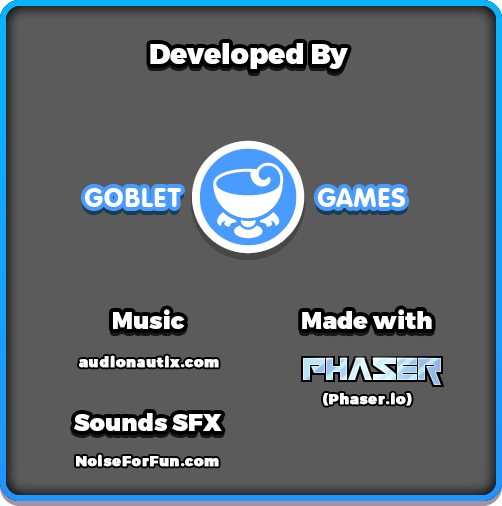 Developed By
GOBLET GAMES
Music
audionautix.com
Sounds SFX
NoiseForFun.com
Made with
PHASER
(Phaser.io)